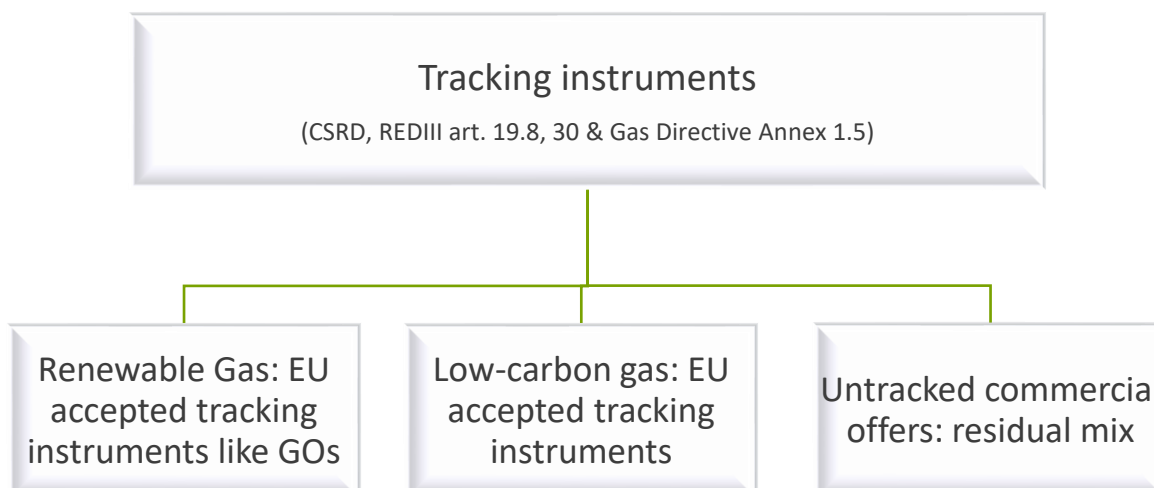 Tracking instruments
(CSRD, REDIII art. 19.8, 30 & Gas Directive Annex 1.5)
Renewable Gas: EU
accepted tracking
instruments like GOs
Low-carbon gas: EU
accepted tracking
instruments
Untracked commercia
offers: residual mix